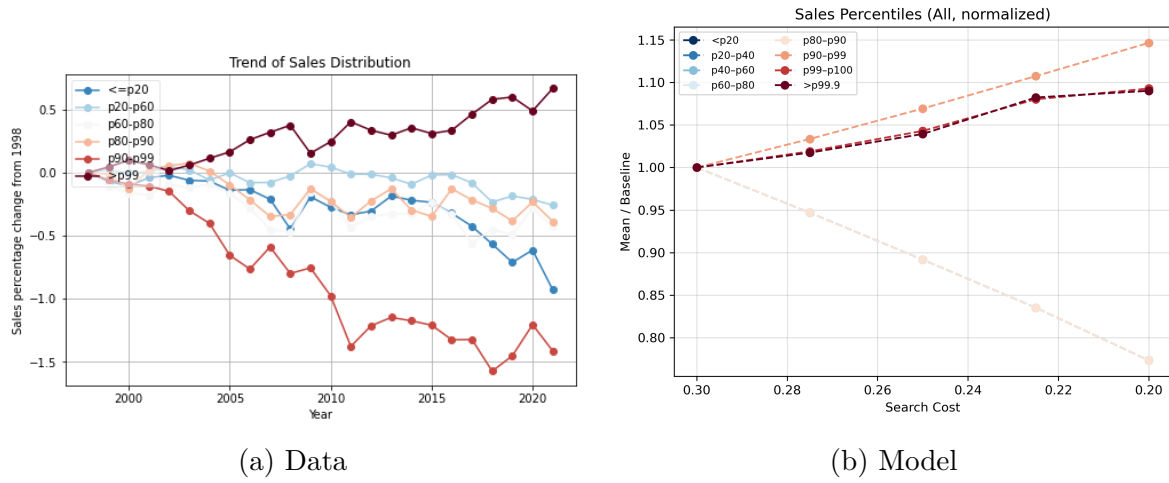 Trend of Sales Distribution
<=p20
p20-p60
p60-p80
p80-p90
p90-p99
>p99
0.5
0.0
−0.5
−1.0
−1.5
Sales percentage change from 1998
2000 2005 2010 2015 2020
Year
(a) Data
Sales Percentiles (All, normalized)
<p20 p80–p90
p20–p40 p90–p99
p40–p60 p99–p100
p60–p80 >p99.9
1.15
1.10
1.05
1.00
0.95
0.90
0.85
0.80
Mean / Baseline
0.30 0.28 0.26 0.24 0.22 0.20
Search Cost
(b) Model